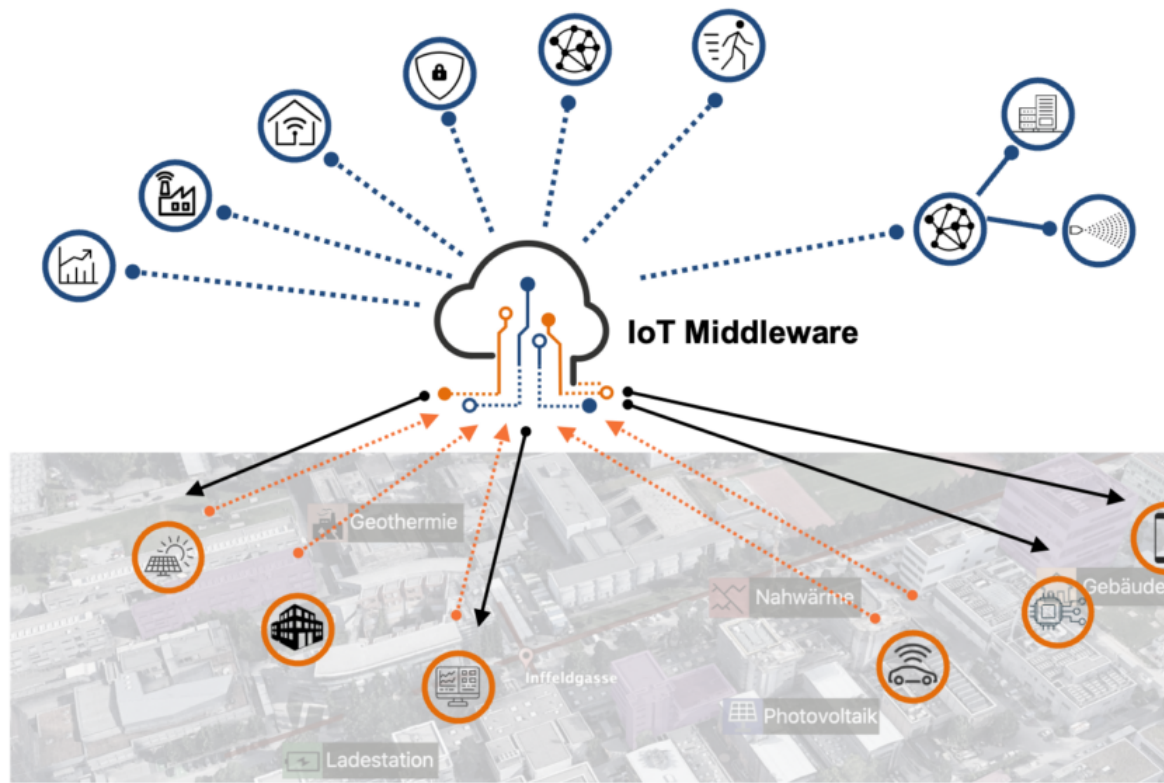 IoT Middleware
Geothermie
Nahwärme
Gebäude
Inffeldgasse
Photovoltaik
Ladestation